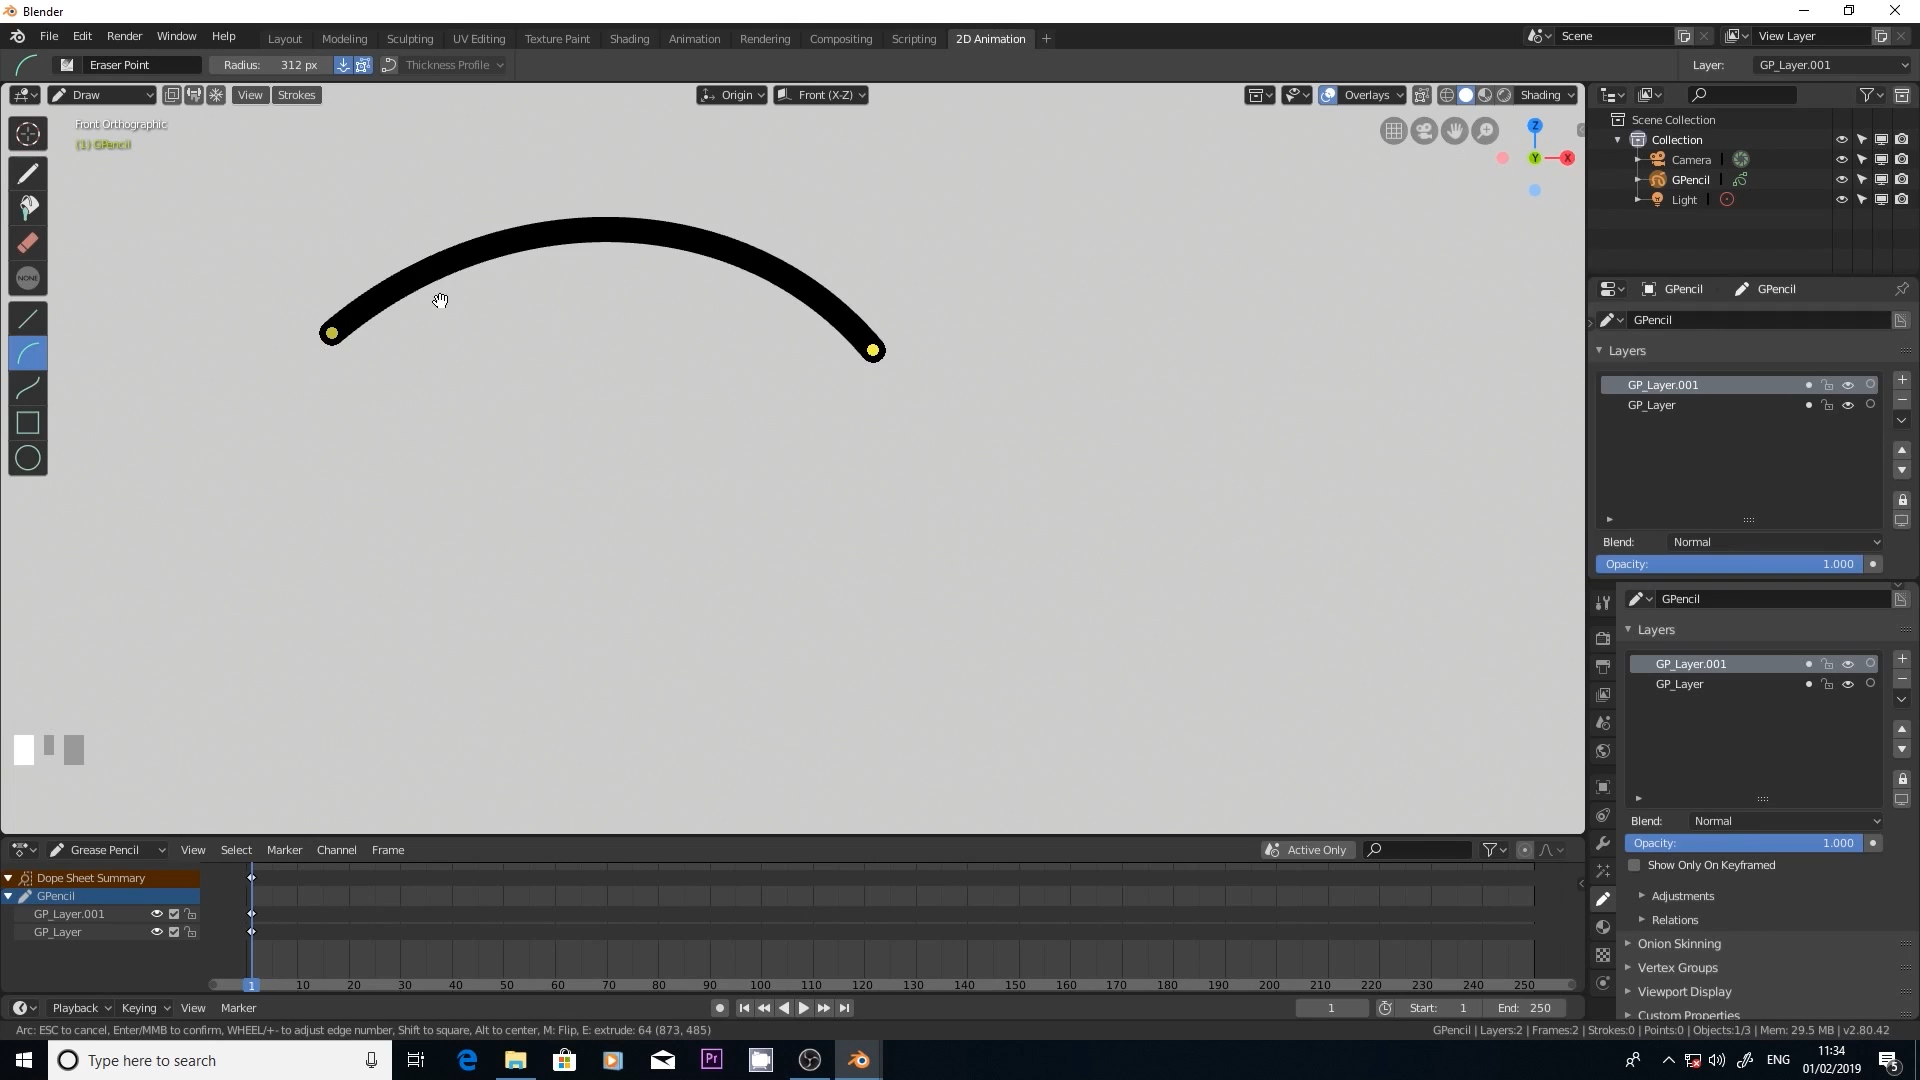 Blender
File Edit Render Window Help Layout Modeling Sculpting UV Editing Texture Paint Shading Animation Rendering Compositing Scripting 2D Animation + Scene View Layer
Eraser Point Radius: 312 px Thickness Profile Layer: GP_Layer.001
Draw View Strokes Origin Front (X-Z) Overlays Shading
Front Orthographic
(1) GPencil
Z
Y X
NONE
Scene Collection
Collection
Camera
GPencil
Light
GPencil GPencil
GPencil
Layers
GP_Layer.001
GP_Layer
Blend: Normal
Opacity: 1.000
GPencil
Layers
GP_Layer.001
GP_Layer
Blend: Normal
Opacity: 1.000
Show Only On Keyframed
Adjustments
Relations
Onion Skinning
Vertex Groups
Viewport Display
Custom Properties
Grease Pencil View Select Marker Channel Frame Active Only
Dope Sheet Summary
GPencil
GP_Layer.001
GP_Layer
1 10 20 30 40 50 60 70 80 90 100 110 120 130 140 150 160 170 180 190 200 210 220 230 240 250
Playback Keying View Marker 1 Start: 1 End: 250
Arc: ESC to cancel, Enter/MMB to confirm, WHEEL/+- to adjust edge number, Shift to square, Alt to center, M: Flip, E: extrude: 64 (873, 485) GPencil | Layers:2 | Frames:2 | Strokes:0 | Points:0 | Objects:1/3 | Mem: 29.5 MB | v2.80.42
Type here to search Pr ENG 11:34
01/02/2019 5